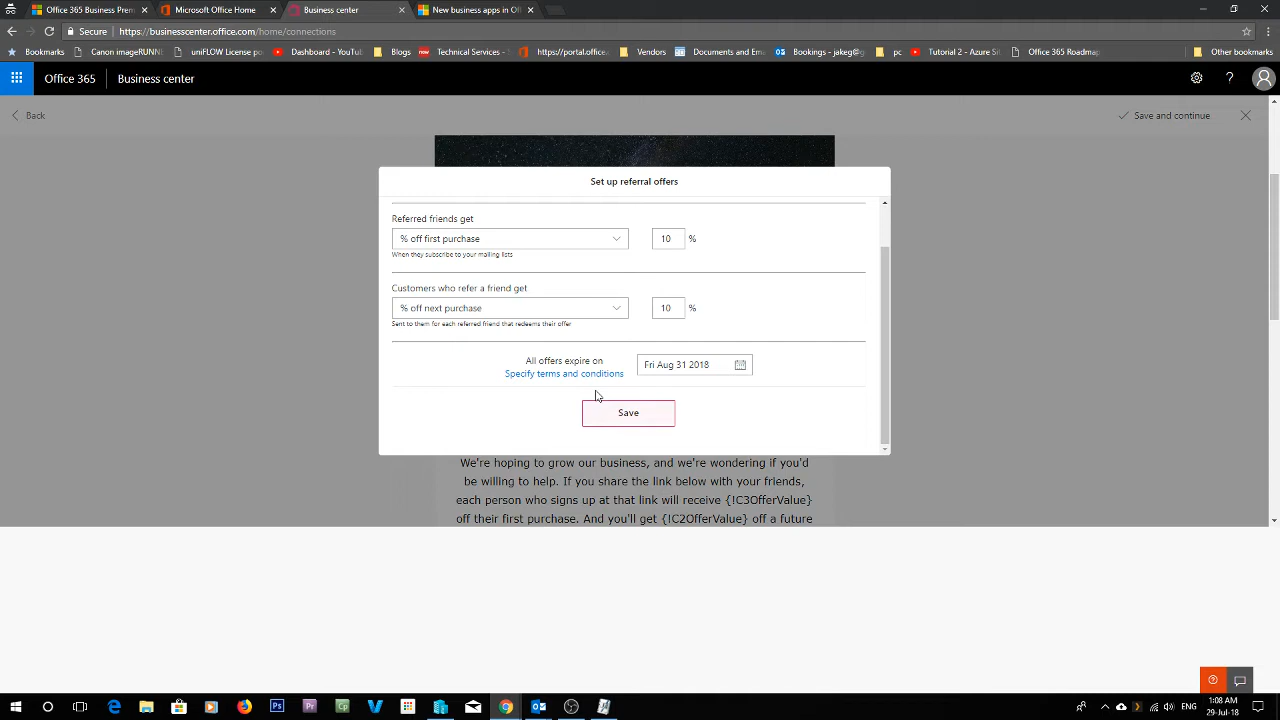 Office 365 Business Prem
Microsoft Office Home
Business center
New business apps in Of
Secure
https://businesscenter.office.com/home/connections
Bookmarks
Canon imageRUNNE
uniFLOW License po
Dashboard - YouTu
Blogs
Technical Services -
https://portal.office.
Vendors
Documents and Ema
Bookings - jakeg@c
pc
Tutorial 2 - Azure Si
Office 365 Roadmap
Other bookmarks
Office 365
Business center
Back
Save and continue
Set up referral offers
Referred friends get
% off first purchase
10
%
When they subscribe to your mailing lists
Customers who refer a friend get
% off next purchase
10
%
Sent to them for each referred friend that redeems their offer
All offers expire on
Fri Aug 31 2018
Specify terms and conditions
Save
We're hoping to grow our business, and we're wondering if you'd
be willing to help. If you share the link below with your friends,
each person who signs up at that link will receive {!C3OfferValue}
off their first purchase. And you'll get {!C2OfferValue} off a future
ENG
1:08 AM
29-Jul-18